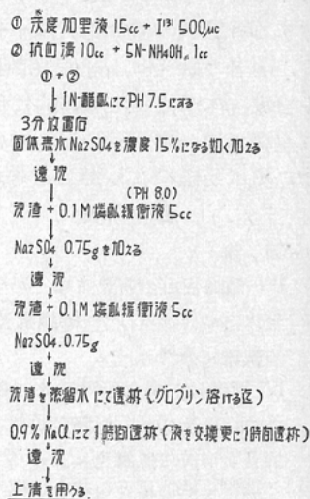 ① 沃度加里液 15cc + I¹³¹ 500μc
② 抗血清 10cc + 5N-NH4OH, 1cc
①+②
1N-醋酸にて PH 7.5にする
3分放置后
固体無水 Na2SO4を濃度15%になる如く加える
遠沈
(PH 8.0)
沈渣 + 0.1M 燐酸緩衝液 5cc
Na2SO4 0.75gを加える
遠沈
沈渣 + 0.1M 燐酸緩衝液 5cc
Na2SO4. 0.75g
遠沈
沈渣を蒸留水にて透析(グロブリン溶ける迄)
0.9% NaClにて1時間透析(液を交換更に1時間透析)
遠沈
上清を用うる